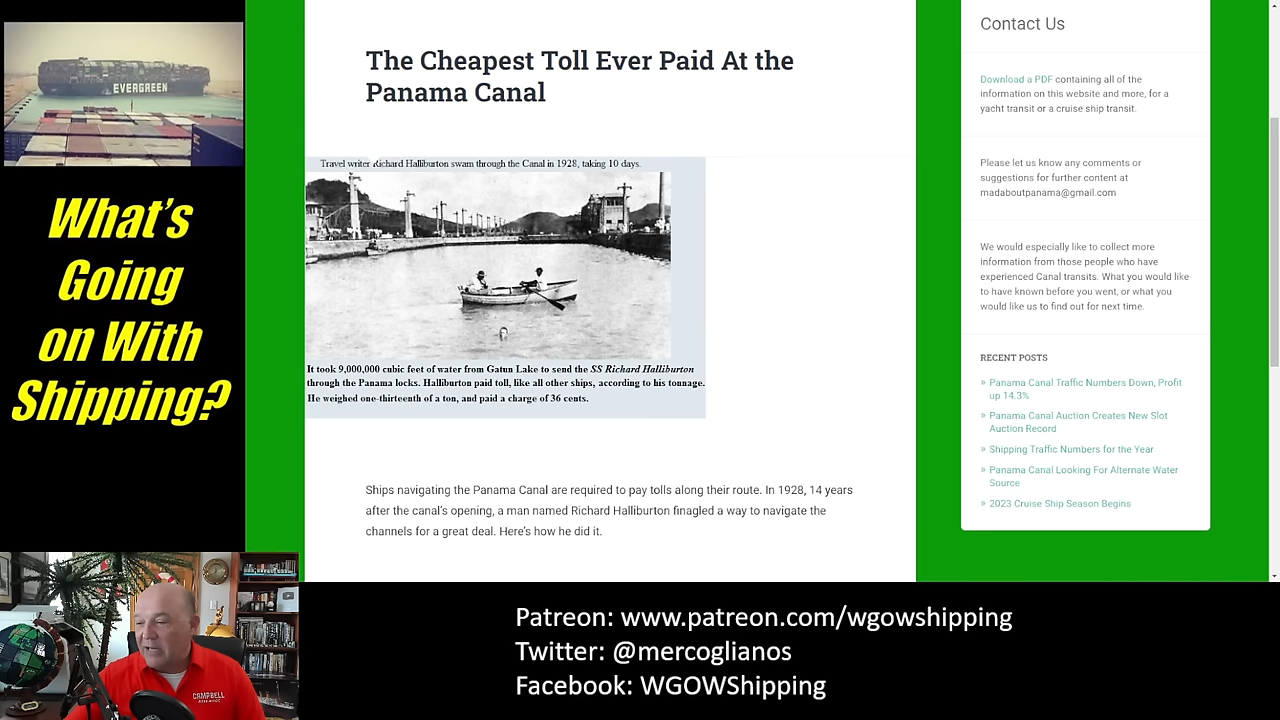 EVERGREEN
What's
Going
on With
Shipping?
The Cheapest Toll Ever Paid At the
Panama Canal
Travel writer Richard Halliburton swam through the Canal in 1928, taking 10 days.
It took 9,000,000 cubic feet of water from Gatun Lake to send the SS Richard Halliburton
through the Panama locks. Halliburton paid toll, like all other ships, according to his tonnage.
He weighed one-thirteenth of a ton, and paid a charge of 36 cents.
Ships navigating the Panama Canal are required to pay tolls along their route. In 1928, 14 years
after the canal's opening, a man named Richard Halliburton finagled a way to navigate the
channels for a great deal. Here's how he did it.
Contact Us
Download a PDF containing all of the
information on this website and more, for a
yacht transit or a cruise ship transit.
Please let us know any comments or
suggestions for further content at
madaboutpanama@gmail.com
We would especially like to collect more
information from those people who have
experienced Canal transits. What you would like
to have known before you went, or what you
would like us to find out for next time.
RECENT POSTS
» Panama Canal Traffic Numbers Down, Profit
up 14.3%
» Panama Canal Auction Creates New Slot
Auction Record
» Shipping Traffic Numbers for the Year
» Panama Canal Looking For Alternate Water
Source
» 2023 Cruise Ship Season Begins
CAMPBELL
Patreon: www.patreon.com/wgowshipping
Twitter: @mercoglianos
Facebook: WGOWShipping